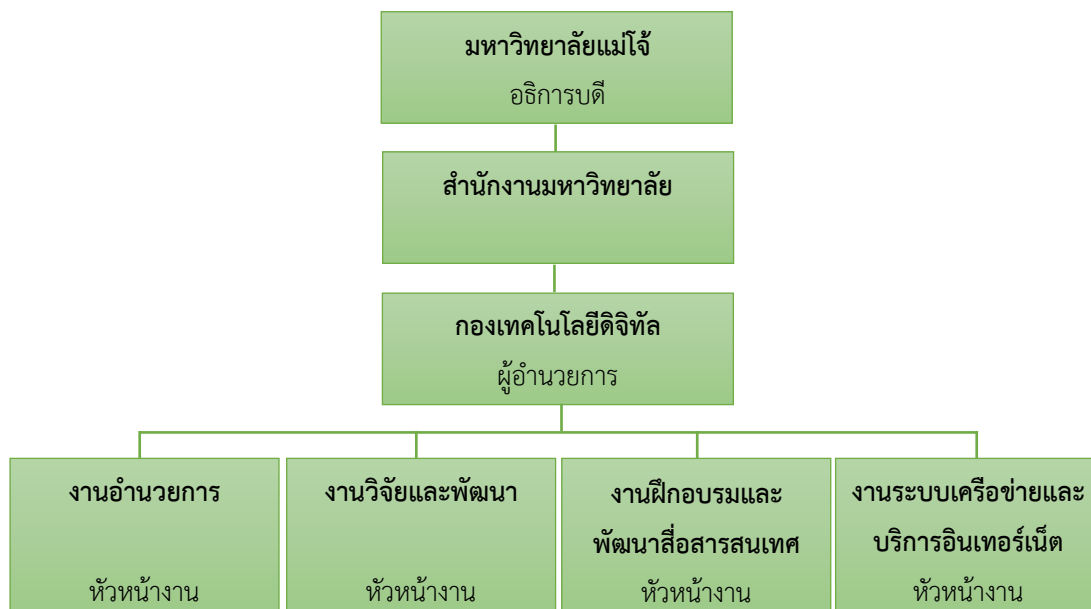 มหาวิทยาลัยแม่โจ้
อธิการบดี
สำนักงานมหาวิทยาลัย
กองเทคโนโลยีดิจิทัล
ผู้อำนวยการ
งานอำนวยการ
หัวหน้างาน
งานวิจัยและพัฒนา
หัวหน้างาน
งานฝึกอบรมและ
พัฒนาสื่อสารสนเทศ
หัวหน้างาน
งานระบบเครือข่ายและ
บริการอินเทอร์เน็ต
หัวหน้างาน